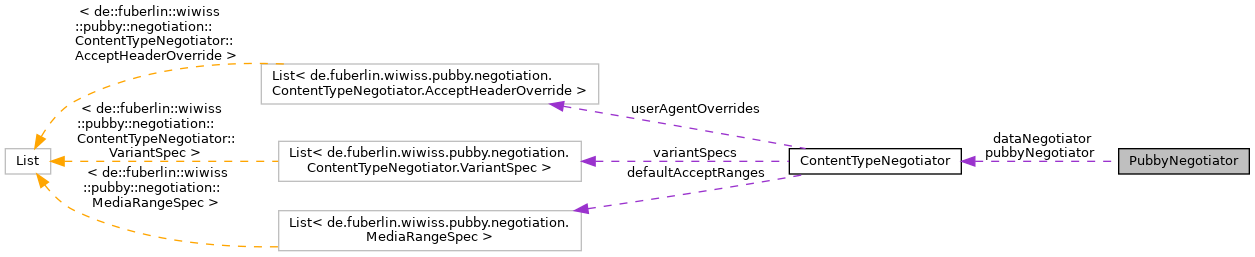 < de::fuberlin::wiwiss
::pubby::negotiation::
ContentTypeNegotiator::
AcceptHeaderOverride >
List< de.fuberlin.wiwiss.pubby.negotiation.
ContentTypeNegotiator.AcceptHeaderOverride >
userAgentOverrides
< de::fuberlin::wiwiss
::pubby::negotiation::
ContentTypeNegotiator::
VariantSpec >
List
List< de.fuberlin.wiwiss.pubby.negotiation.
ContentTypeNegotiator.VariantSpec >
variantSpecs
ContentTypeNegotiator
dataNegotiator
pubbyNegotiator
PubbyNegotiator
< de::fuberlin::wiwiss
::pubby::negotiation::
MediaRangeSpec >
defaultAcceptRanges
List< de.fuberlin.wiwiss.pubby.negotiation.
MediaRangeSpec >